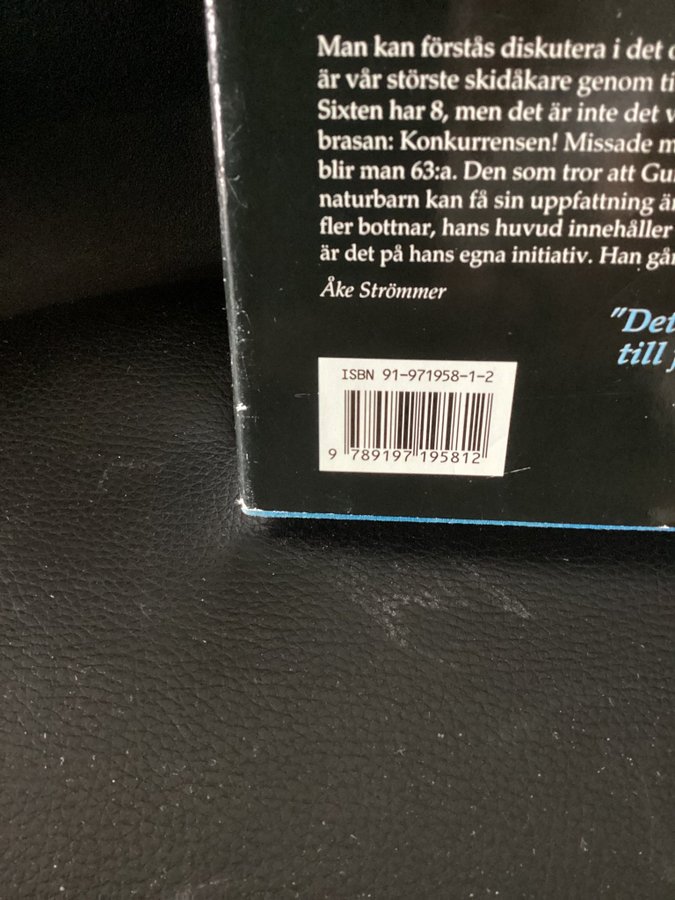 Man kan förstås diskutera i det
är vår störste skidåkare genom
Sixten har 8, men det är inte det
brasan: Konkurrensen! Missade
blir man 63:a. Den som tror att
naturbarn kan få sin uppfattning
fler bottnar, hans huvud innehåller
är det på hans egna initiativ. Han
Åke Strömmer
"Det
till
ISBN 91-971958-1-2
9 789197 195812